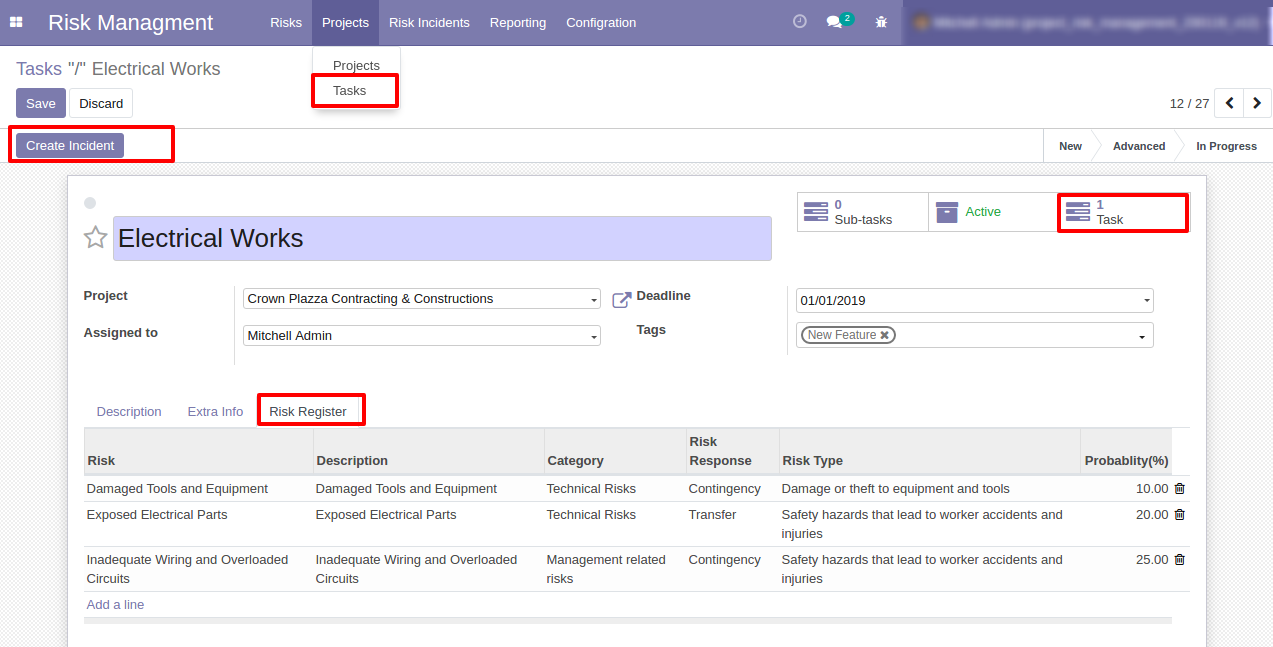 Risk Managment
Risks Projects Risk Incidents Reporting Configration
2
Projects
Tasks
Tasks "/" Electrical Works
Save Discard
12 / 27
Create Incident
New Advanced In Progress
0
Sub-tasks
Active
1
Task
Electrical Works
Project Crown Plazza Contracting & Constructions
Deadline 01/01/2019
Assigned to Mitchell Admin
Tags New Feature
Description Extra Info Risk Register
Risk Description Category Risk Response Risk Type Probablity(%)
Damaged Tools and Equipment Damaged Tools and Equipment Technical Risks Contingency Damage or theft to equipment and tools 10.00
Exposed Electrical Parts Exposed Electrical Parts Technical Risks Transfer Safety hazards that lead to worker accidents and injuries 20.00
Inadequate Wiring and Overloaded Circuits Inadequate Wiring and Overloaded Circuits Management related risks Contingency Safety hazards that lead to worker accidents and injuries 25.00
Add a line